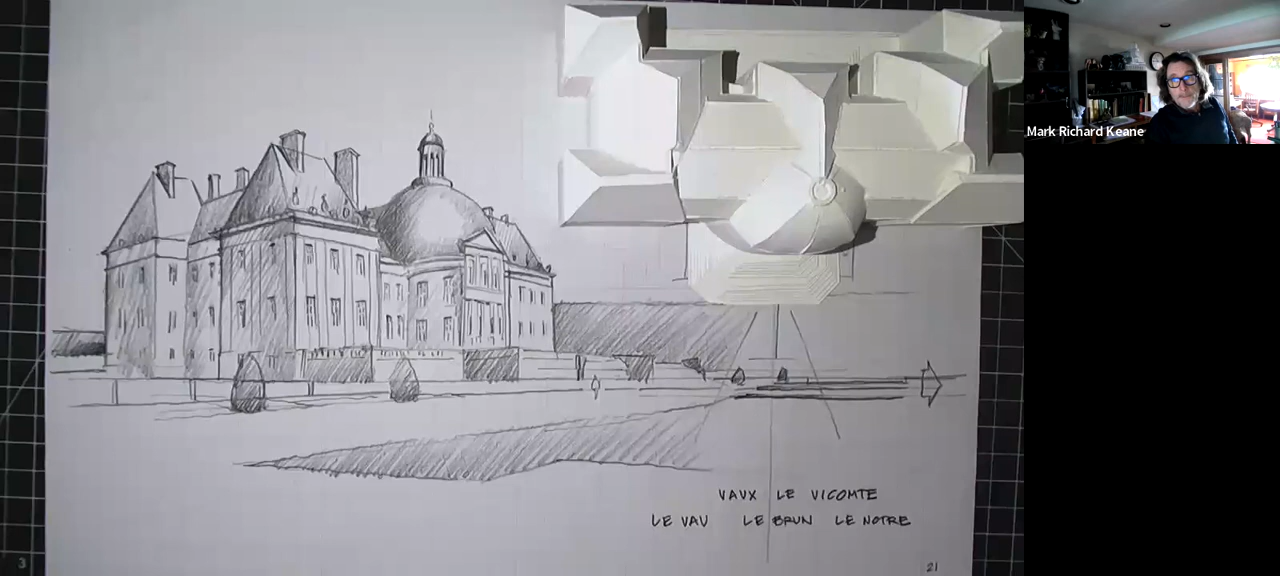 Mark Richard Keane
VAUX LE VICOMTE
LE VAU LE BRUN LE NOTRE
21
3